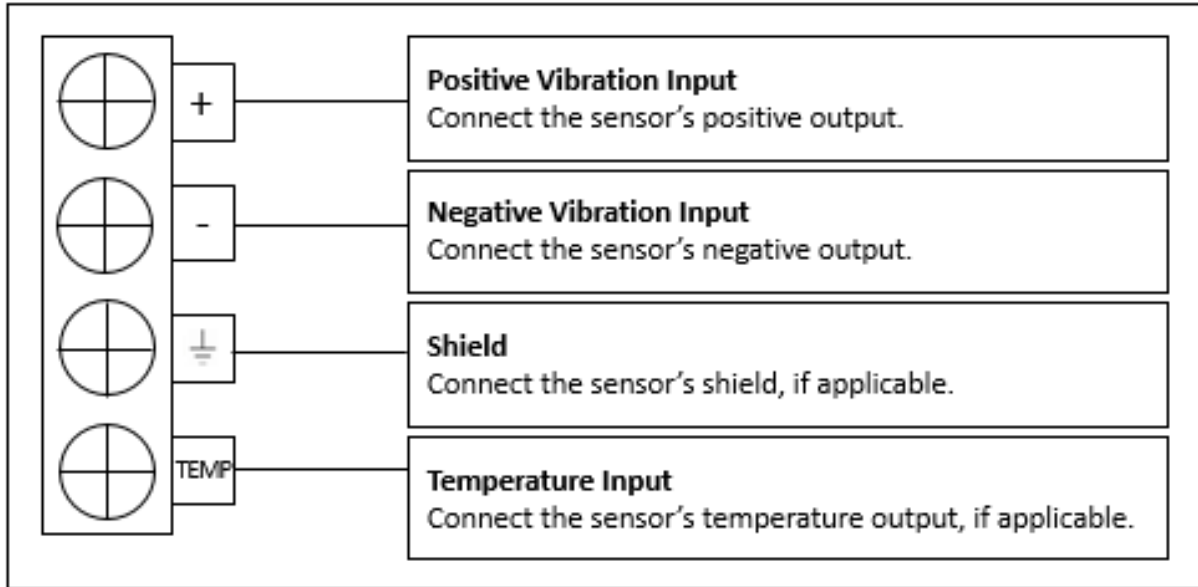 +
Positive Vibration Input
Connect the sensor’s positive output.
-
Negative Vibration Input
Connect the sensor’s negative output.
Shield
Connect the sensor’s shield, if applicable.
TEMP
Temperature Input
Connect the sensor’s temperature output, if applicable.